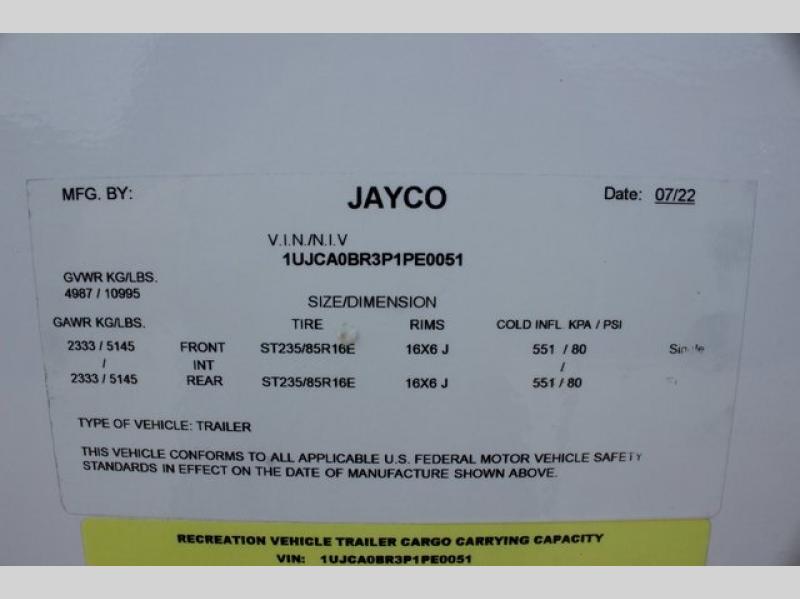 MFG. BY: JAYCO Date: 07/22
V.I.N./N.I.V
1UJCA0BR3P1PE0051
GVWR KG/LBS.
4987 / 10995
SIZE/DIMENSION
GAWR KG/LBS. TIRE RIMS COLD INFL KPA / PSI
2333 / 5145 FRONT ST235/85R16E 16X6 J 551 / 80
/ INT /
2333 / 5145 REAR ST235/85R16E 16X6 J 551 / 80
TYPE OF VEHICLE: TRAILER
THIS VEHICLE CONFORMS TO ALL APPLICABLE U.S. FEDERAL MOTOR VEHICLE SAFETY
STANDARDS IN EFFECT ON THE DATE OF MANUFACTURE SHOWN ABOVE.
RECREATION VEHICLE TRAILER CARGO CARRYING CAPACITY
VIN: 1UJCA0BR3P1PE0051